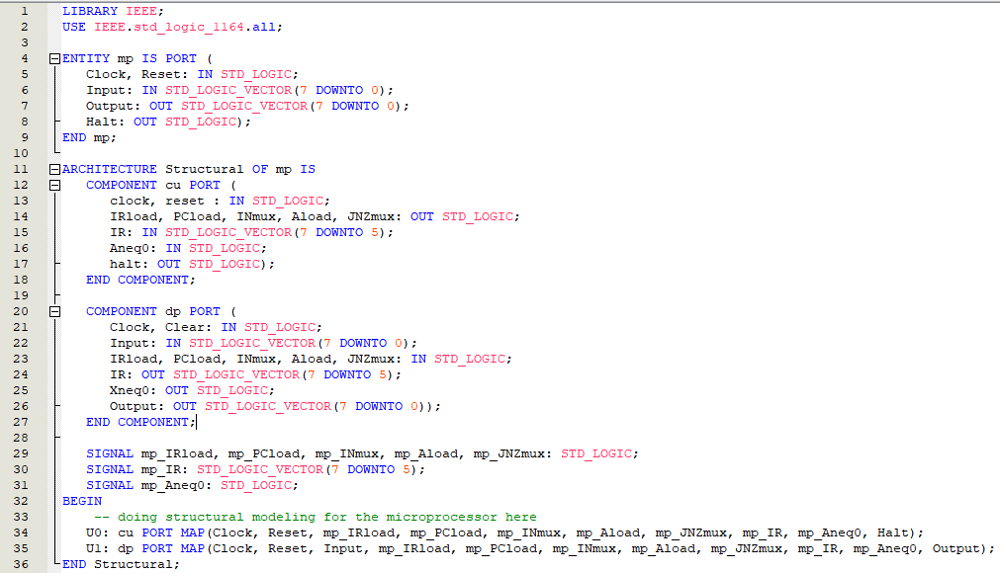 1 LIBRARY IEEE;
2 USE IEEE.std_logic_1164.all;
3
4 ENTITY mp IS PORT (
5 Clock, Reset: IN STD_LOGIC;
6 Input: IN STD_LOGIC_VECTOR(7 DOWNTO 0);
7 Output: OUT STD_LOGIC_VECTOR(7 DOWNTO 0);
8 Halt: OUT STD_LOGIC);
9 END mp;
10
11 ARCHITECTURE Structural OF mp IS
12 COMPONENT cu PORT (
13 clock, reset : IN STD_LOGIC;
14 IRload, PCload, INmux, Aload, JNZmux: OUT STD_LOGIC;
15 IR: IN STD_LOGIC_VECTOR(7 DOWNTO 5);
16 Aneq0: IN STD_LOGIC;
17 halt: OUT STD_LOGIC);
18 END COMPONENT;
19
20 COMPONENT dp PORT (
21 Clock, Clear: IN STD_LOGIC;
22 Input: IN STD_LOGIC_VECTOR(7 DOWNTO 0);
23 IRload, PCload, INmux, Aload, JNZmux: IN STD_LOGIC;
24 IR: OUT STD_LOGIC_VECTOR(7 DOWNTO 5);
25 Xneq0: OUT STD_LOGIC;
26 Output: OUT STD_LOGIC_VECTOR(7 DOWNTO 0));
27 END COMPONENT;
28
29 SIGNAL mp_IRload, mp_PCload, mp_INmux, mp_Aload, mp_JNZmux: STD_LOGIC;
30 SIGNAL mp_IR: STD_LOGIC_VECTOR(7 DOWNTO 5);
31 SIGNAL mp_Aneq0: STD_LOGIC;
32 BEGIN
33 -- doing structural modeling for the microprocessor here
34 U0: cu PORT MAP(Clock, Reset, mp_IRload, mp_PCload, mp_INmux, mp_Aload, mp_JNZmux, mp_IR, mp_Aneq0, Halt);
35 U1: dp PORT MAP(Clock, Reset, Input, mp_IRload, mp_PCload, mp_INmux, mp_Aload, mp_JNZmux, mp_IR, mp_Aneq0, Output);
36 END Structural;